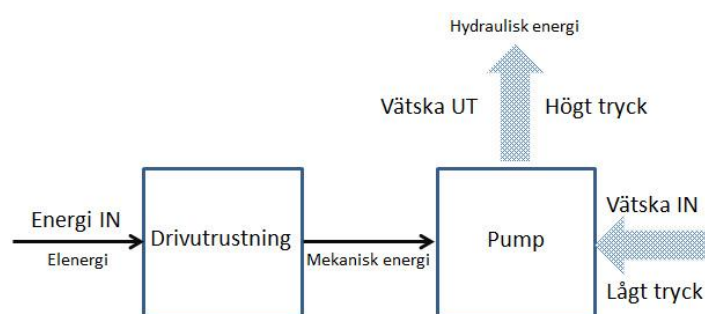 Hydraulisk energi
Vätska UT
Högt tryck
Energi IN
Elenergi
Drivutrustning
Mekanisk energi
Pump
Vätska IN
Lågt tryck